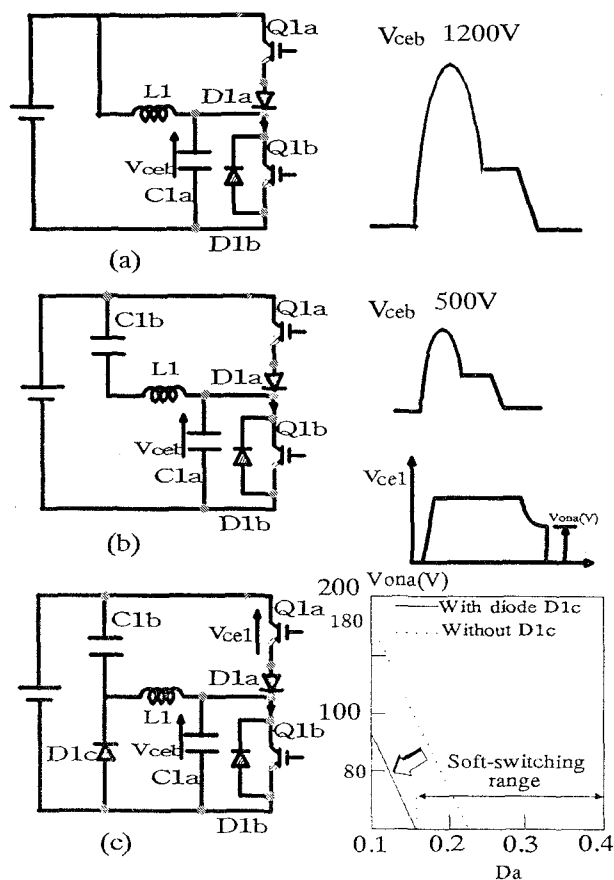 Q1a
Vceb 1200V
L1
D1a
Q1b
Vceb
C1a
D1b
(a)
C1b
Q1a
Vceb 500V
L1
D1a
Q1b
Vceb
C1a
D1b
(b)
Vce1
Vona(V)
C1b
Q1a
Vce1
D1a
L1
Q1b
D1c
Vceb
C1a
D1b
(c)
200 Vona(V)
180
With diode D1c
Without D1c
100
Soft-switching
range
80
0.1 0.2 0.3 0.4
Da